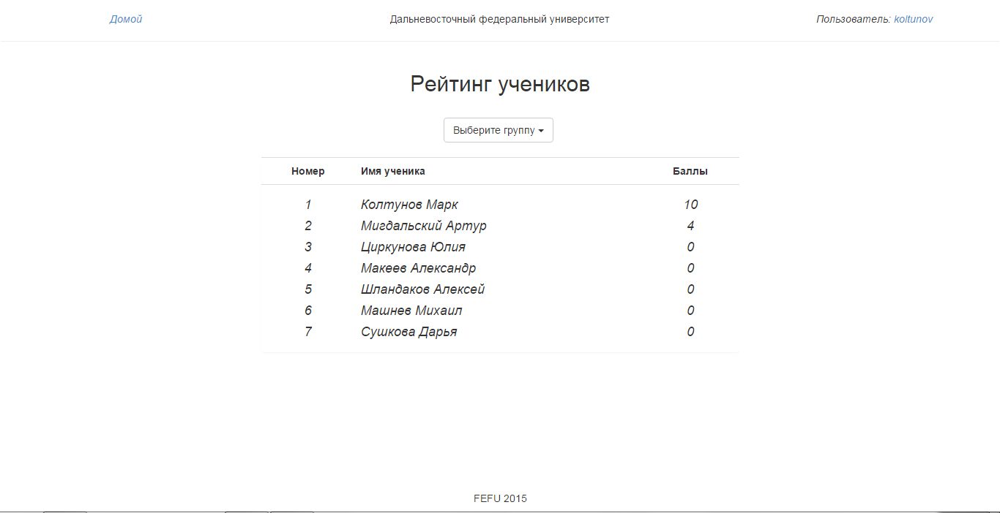 Домой Дальневосточный федеральный университет Пользователь: koltunov
Рейтинг учеников
Выберите группу
Номер Имя ученика Баллы
1 Колтунов Марк 10
2 Мигдальский Артур 4
3 Циркунова Юлия 0
4 Макеев Александр 0
5 Шландаков Алексей 0
6 Машнев Михаил 0
7 Сушкова Дарья 0
FEFU 2015